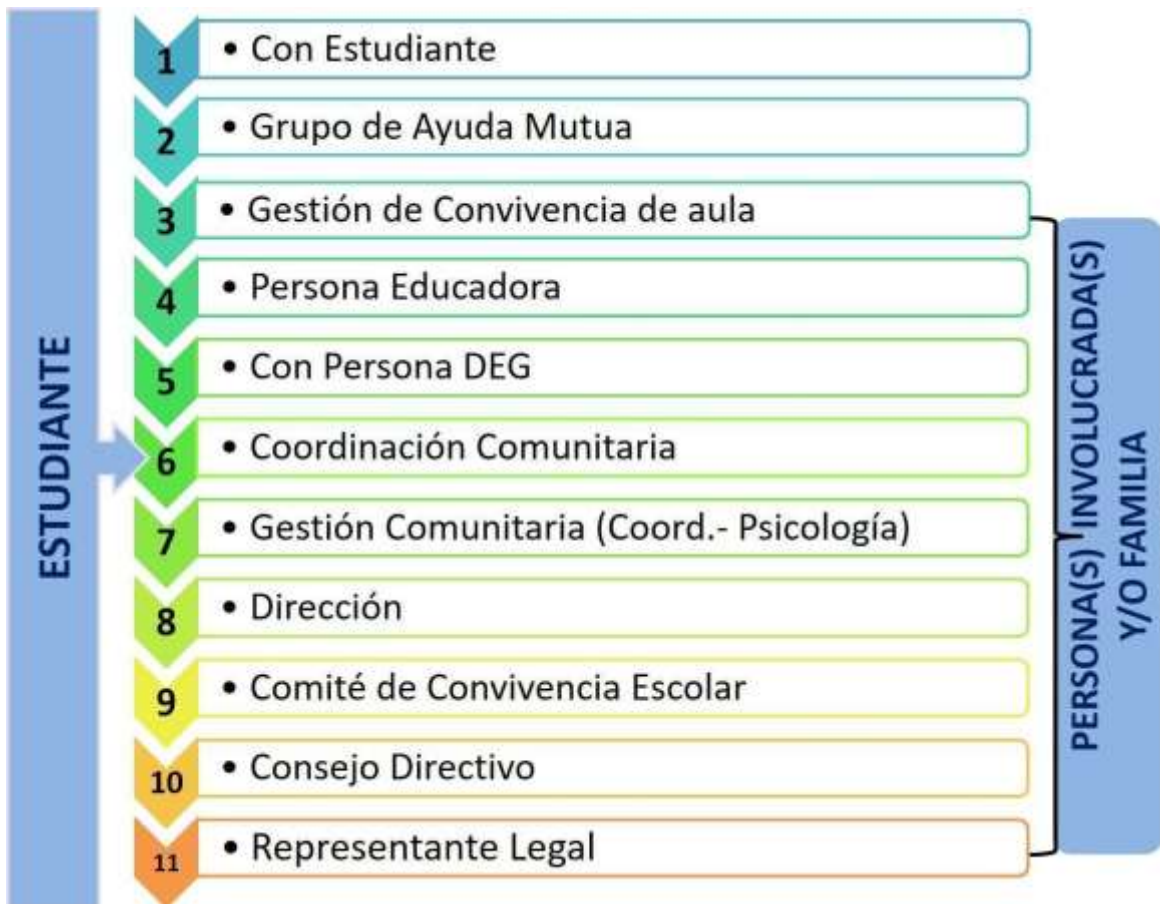 ESTUDIANTE
1
• Con Estudiante
2
• Grupo de Ayuda Mutua
3
• Gestión de Convivencia de aula
4
• Persona Educadora
5
• Con Persona DEG
6
• Coordinación Comunitaria
7
• Gestión Comunitaria (Coord.- Psicología)
8
• Dirección
9
• Comité de Convivencia Escolar
10
• Consejo Directivo
11
• Representante Legal
PERSONA(S) INVOLUCRADA(S)
Y/O FAMILIA